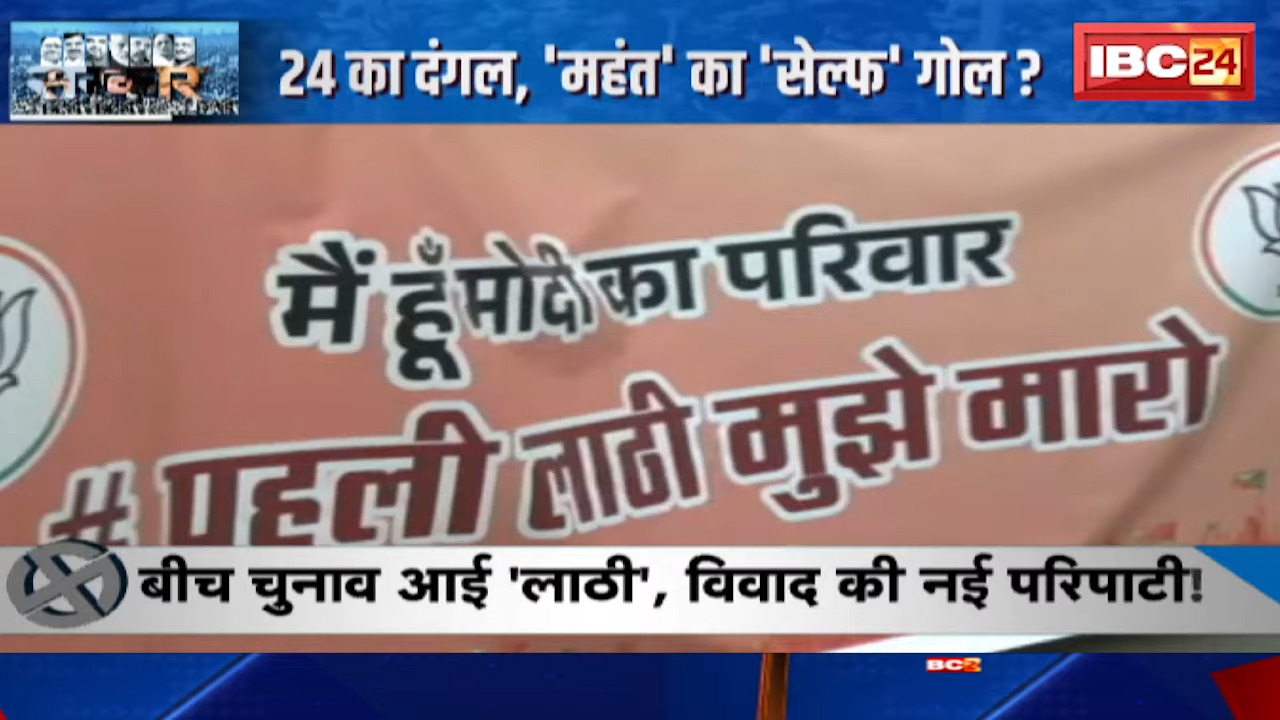 24 का दंगल, 'महंत' का 'सेल्फ' गोल ?
IBC24
मैं हूँ मोदी का परिवार
# पहली लाठी मुझे मारो
बीच चुनाव आई 'लाठी', विवाद की नई परिपाटी!